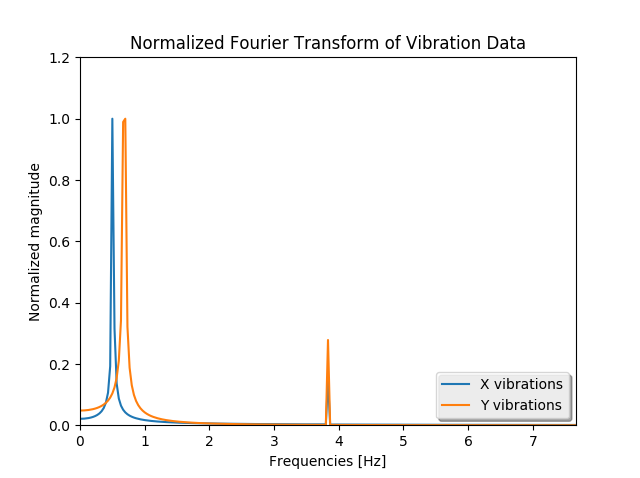 Normalized Fourier Transform of Vibration Data
1.2
1.0
0.8
0.6
0.4
0.2
0.0
Normalized magnitude
X vibrations
Y vibrations
0 1 2 3 4 5 6 7
Frequencies [Hz]